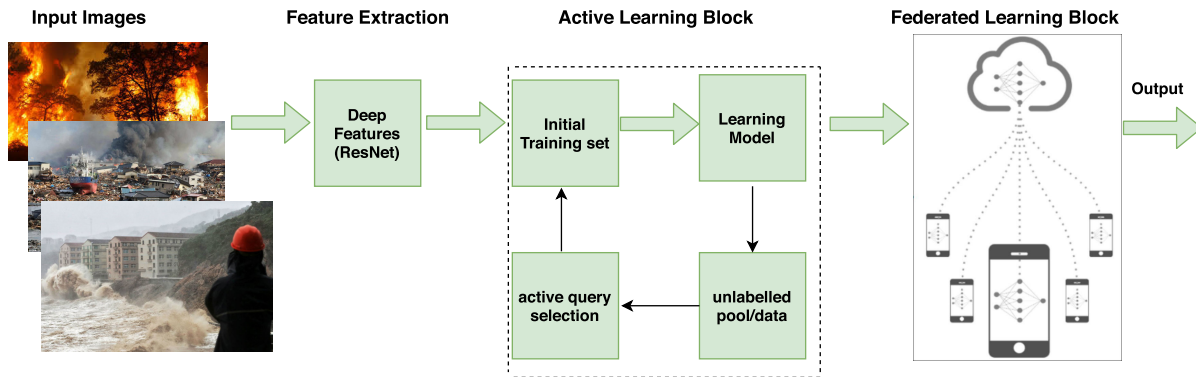 Input Images
Feature Extraction
Active Learning Block
Federated Learning Block
Deep
Features
(ResNet)
Initial
Training set
Learning
Model
active query
selection
unlabelled
pool/data
Output